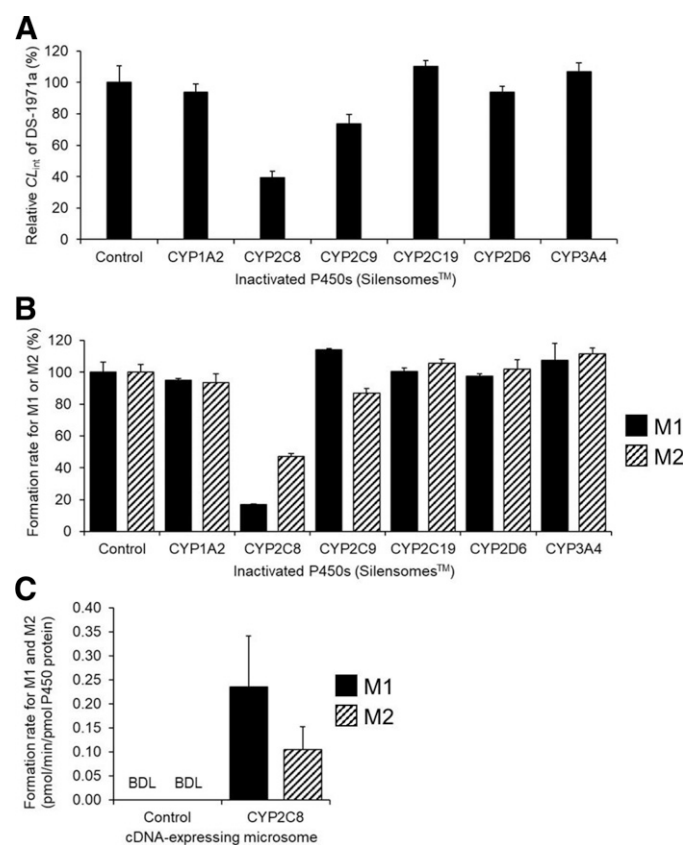 A
Relative CLint of DS-1971a (%)
120
100
80
60
40
20
0
Control CYP1A2 CYP2C8 CYP2C9 CYP2C19 CYP2D6 CYP3A4
Inactivated P450s (Silensomes™)
B
Formation rate for M1 or M2 (%)
120
100
80
60
40
20
0
Control CYP1A2 CYP2C8 CYP2C9 CYP2C19 CYP2D6 CYP3A4
Inactivated P450s (Silensomes™)
M1
M2
C
Formation rate for M1 and M2
(pmol/min/pmol P450 protein)
0.40
0.35
0.30
0.25
0.20
0.15
0.10
0.05
0.00
BDL BDL
Control CYP2C8
cDNA-expressing microsome
M1
M2